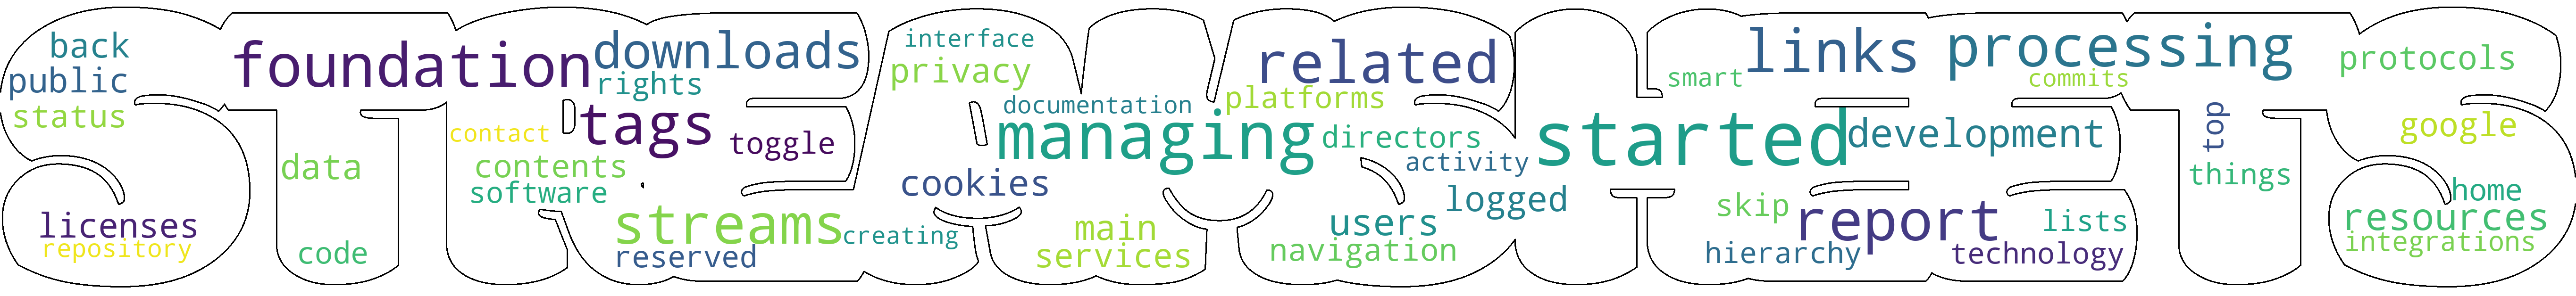 back
public
status
licenses
repository
foundation
data
code
contact
contents
software
downloads
rights
tags
toggle
streams
reserved
creating
interface
privacy
documentation
managing
cookies
main
services
related
platforms
directors
activity
logged
users
navigation
started
smart
links
processing
commits
development
skip
report
lists
hierarchy
technology
top
things
protocols
google
home
resources
integrations